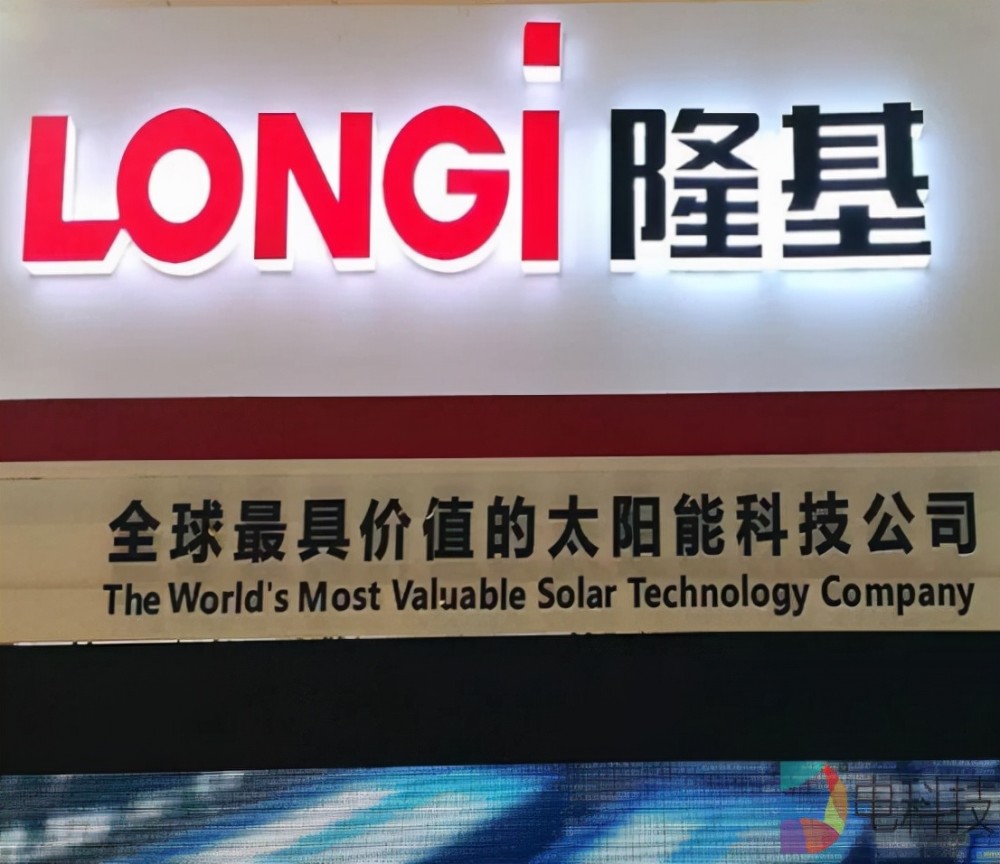 LONGi 隆基
全球最具价值的太阳能科技公司
The World's Most Valuable Solar Technology Company
电科技